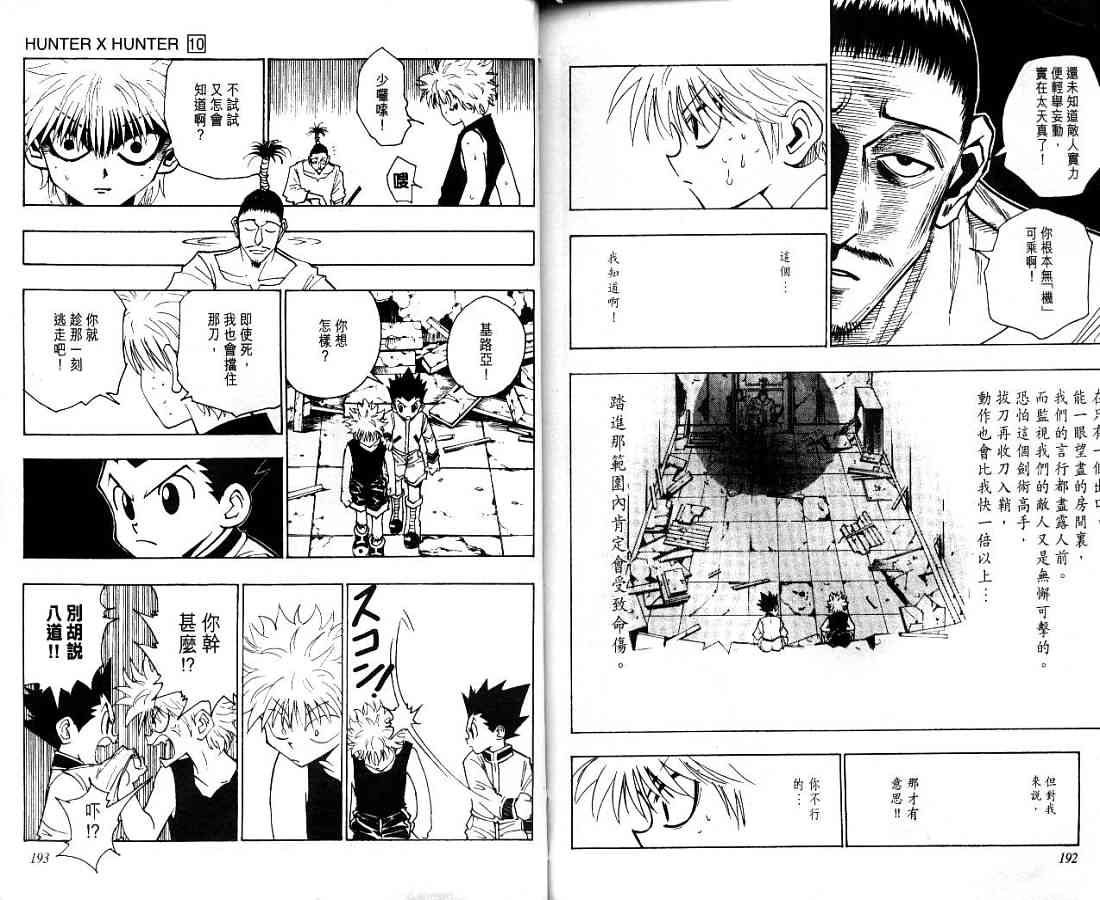 還未知道敵人實力
便輕舉妄動，
實在太天真了！
你根本無「機」
可乘啊！
這個…
我知道啊！
能一眼望盡的房間裏，
我們的言行都盡露人前。
而監視我們的敵人又是無懈可擊的。
恐怕這個劍術高手，
拔刀再收刀入鞘，
動作也會比我快一倍以上…
踏進那範圍內肯定會受致命傷。
但對我
來說，
那才有
意思!!
你不行
的…
192
HUNTER X HUNTER 10
少囉嗦！
喂
不試試
又怎會
知道啊？
基路亞！
你想
怎樣？
即使死，
我也會擋住
那刀，
你就
趁那一刻
逃走吧！
スコン!!
你幹
甚麼!?
別胡說
八道!!
吓!?
193